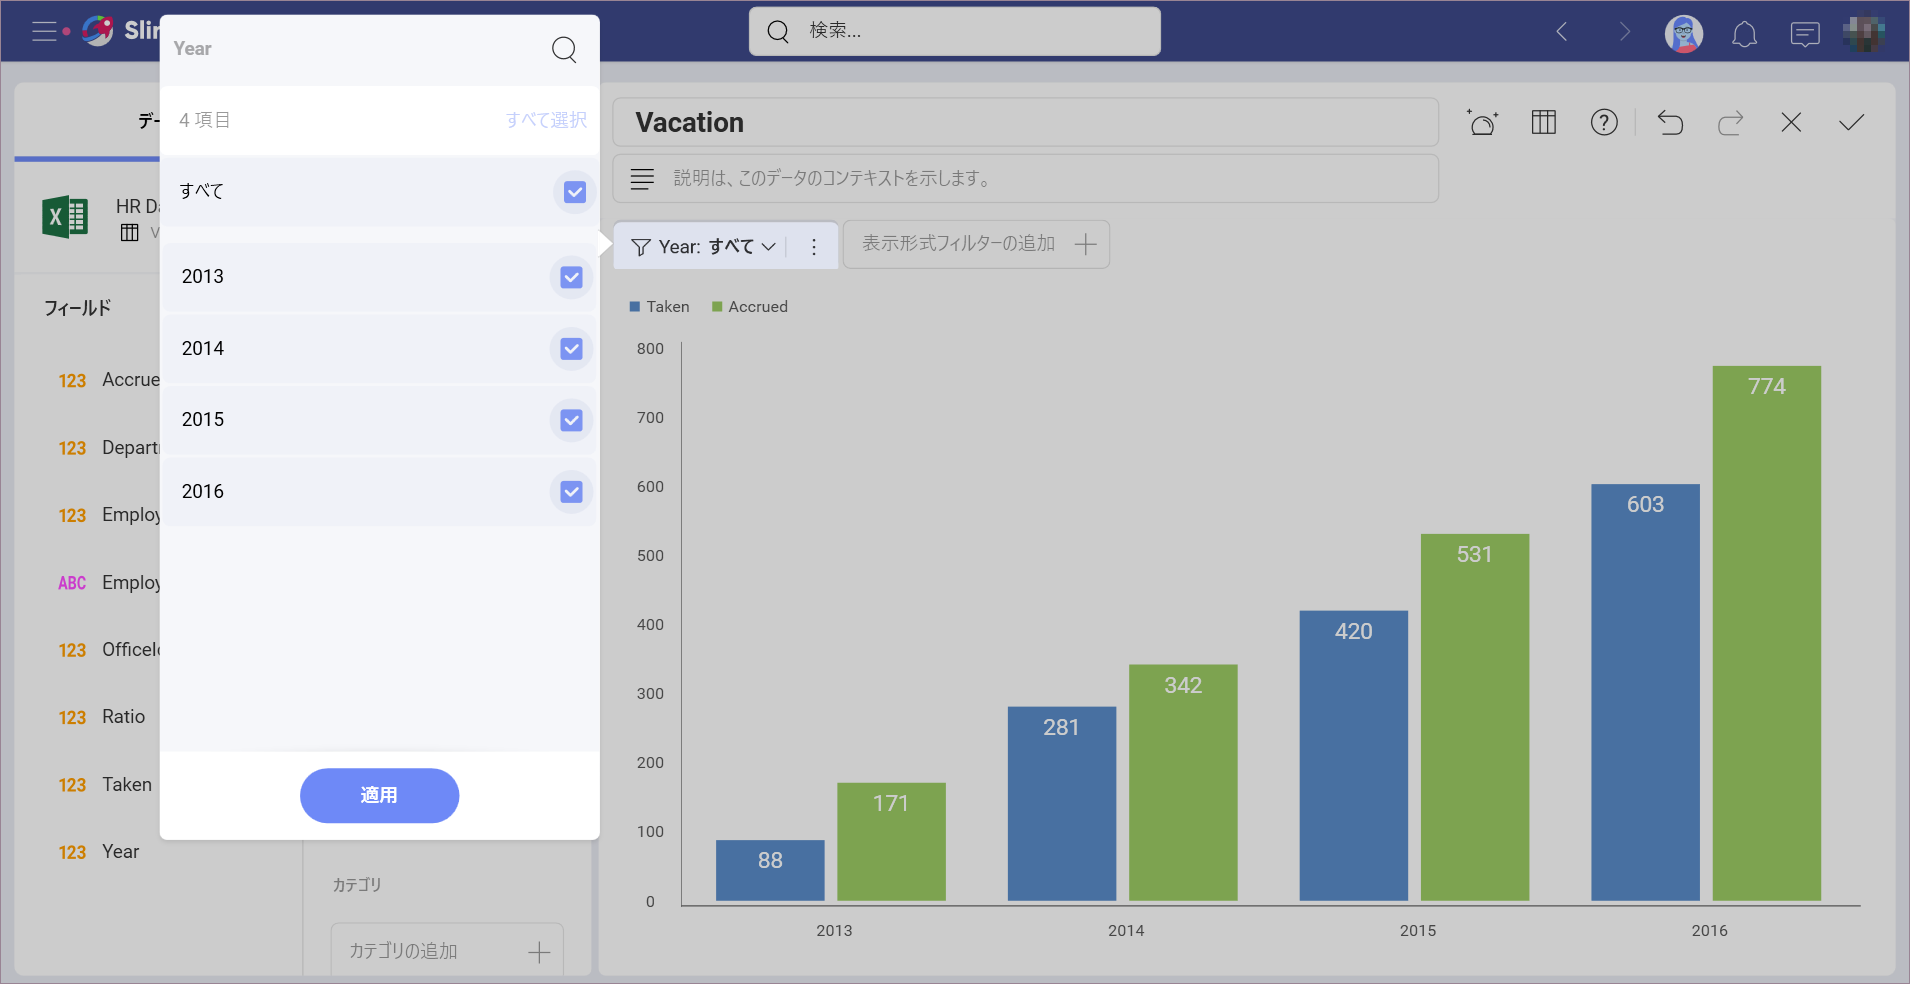 Slin
検索...
Year
4 項目
すべて選択
すべて
2013
2014
2015
2016
適用
デー
HR Da
V
フィールド
123 Accrue
123 Depart
123 Employ
ABC Employ
123 Officel
123 Ratio
123 Taken
123 Year
カテゴリ
カテゴリの追加
Vacation
説明は、このデータのコンテキストを示します。
Year: すべて
表示形式フィルターの追加
Taken
Accrued
800
700
600
500
400
300
200
100
0
88
171
281
342
420
531
603
774
2013
2014
2015
2016